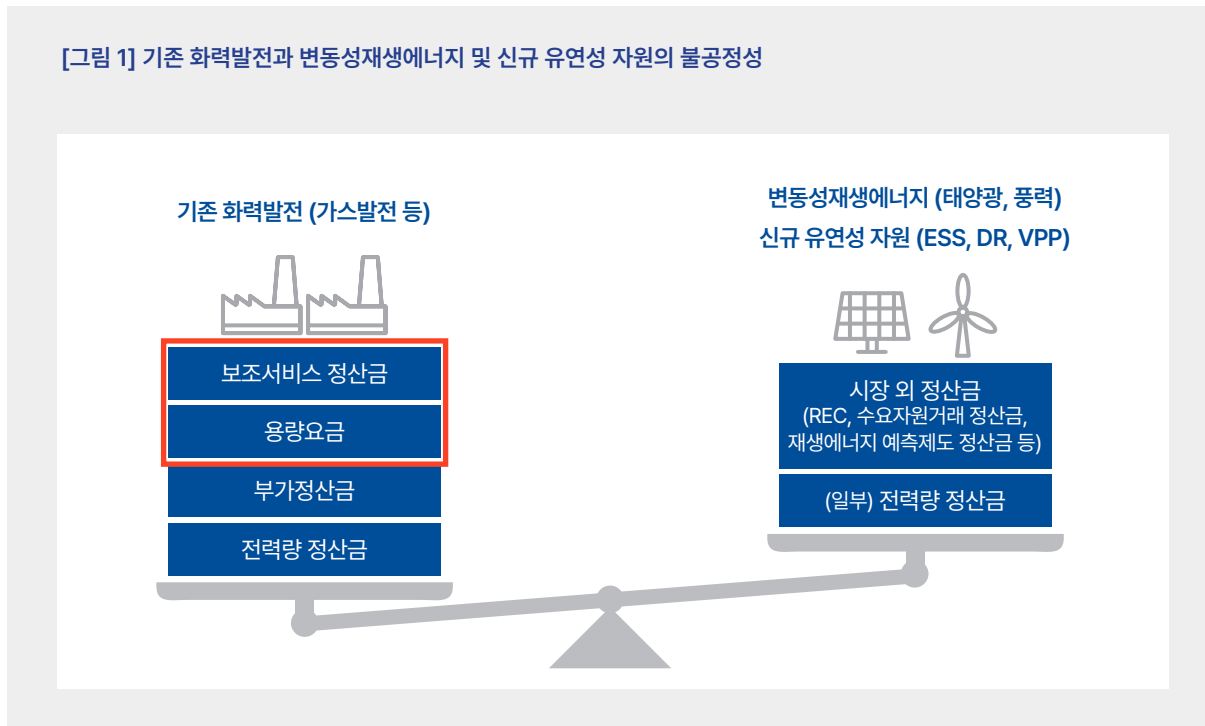 [그림 1] 기존 화력발전과 변동성재생에너지 및 신규 유연성 자원의 불공정성
기존 화력발전 (가스발전 등)
보조서비스 정산금
용량요금
부가정산금
전력량 정산금
변동성재생에너지 (태양광, 풍력)
신규 유연성 자원 (ESS, DR, VPP)
시장 외 정산금
(REC, 수요자원거래 정산금,
재생에너지 예측제도 정산금 등)
(일부) 전력량 정산금